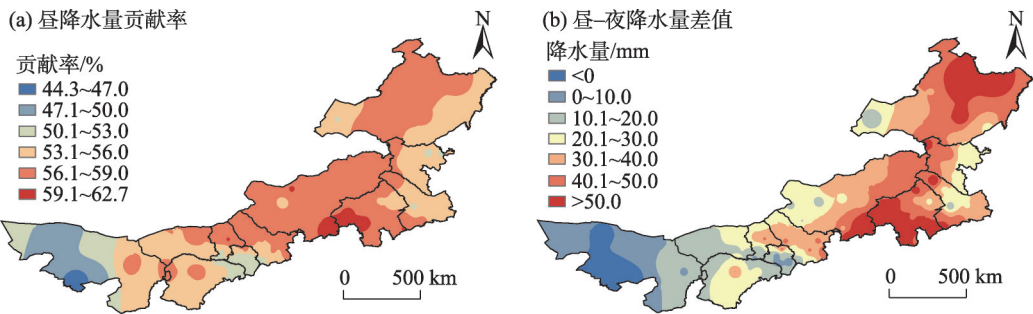 (a) 昼降水量贡献率
N
贡献率/%
44.3~47.0
47.1~50.0
50.1~53.0
53.1~56.0
56.1~59.0
59.1~62.7
0 500 km
(b) 昼–夜降水量差值
N
降水量/mm
<0
0~10.0
10.1~20.0
20.1~30.0
30.1~40.0
40.1~50.0
>50.0
0 500 km